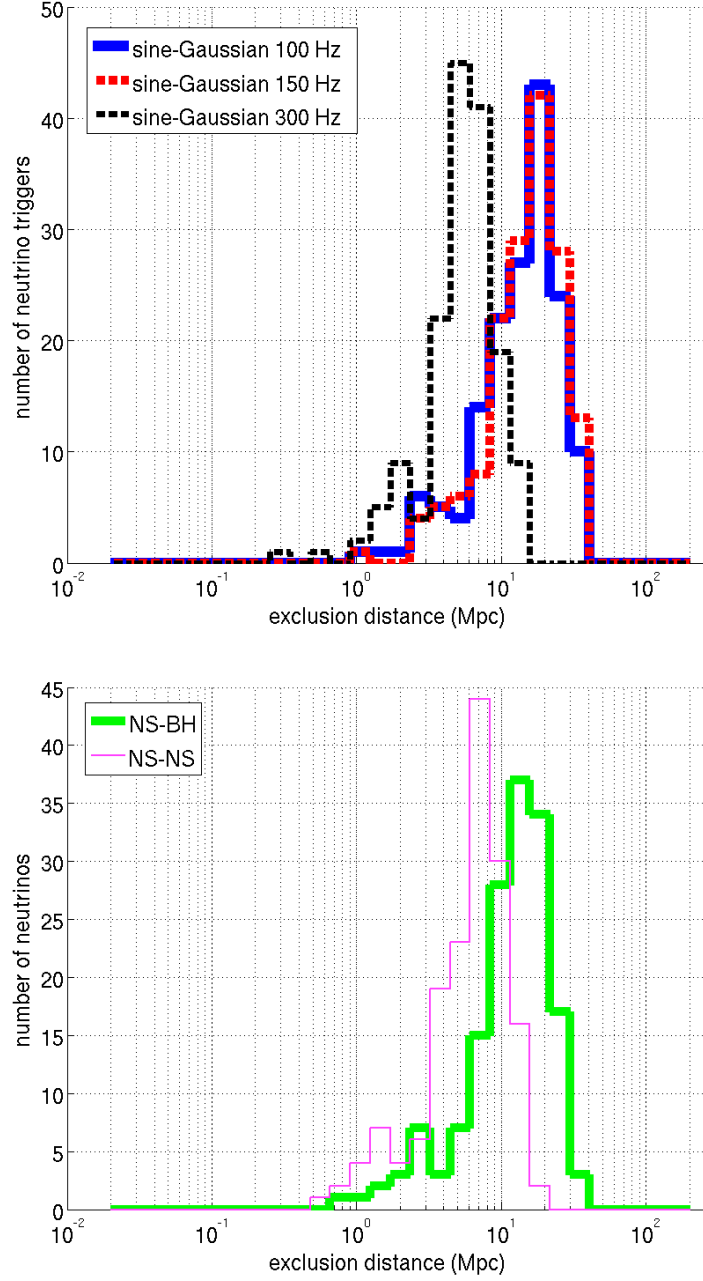 50
40
30
20
10
0
number of neutrino triggers
sine-Gaussian 100 Hz
sine-Gaussian 150 Hz
sine-Gaussian 300 Hz
10^-2 10^-1 10^0 10^1 10^2
exclusion distance (Mpc)
45
40
35
30
25
20
15
10
5
0
number of neutrinos
NS-BH
NS-NS
10^-2 10^-1 10^0 10^1 10^2
exclusion distance (Mpc)